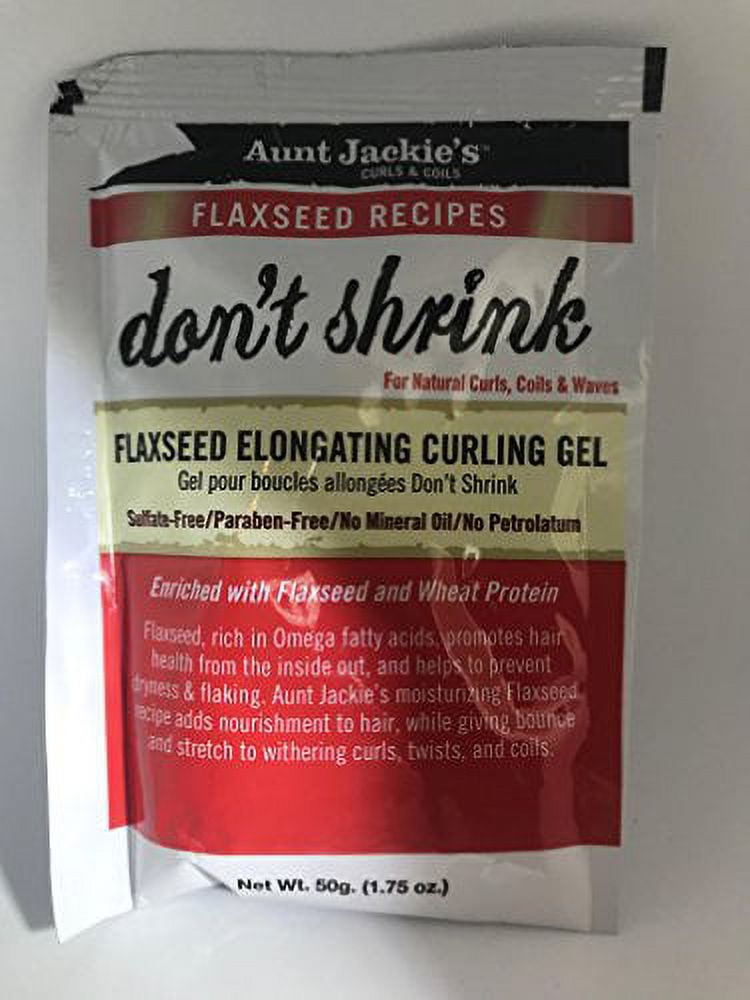 Aunt Jackie's™
CURLS & COILS
FLAXSEED RECIPES
don't shrink
For Natural Curls, Coils & Waves
FLAXSEED ELONGATING CURLING GEL
Gel pour boucles allongées Don't Shrink
Sulfate-Free/Paraben-Free/No Mineral Oil/No Petrolatum
Enriched with Flaxseed and Wheat Protein
Flaxseed, rich in Omega fatty acids, promotes hair
health from the inside out, and helps to prevent
dryness & flaking. Aunt Jackie's moisturizing Flaxseed
recipe adds nourishment to hair, while giving bounce
and stretch to withering curls, twists, and coils.
Net Wt. 50g. (1.75 oz.)